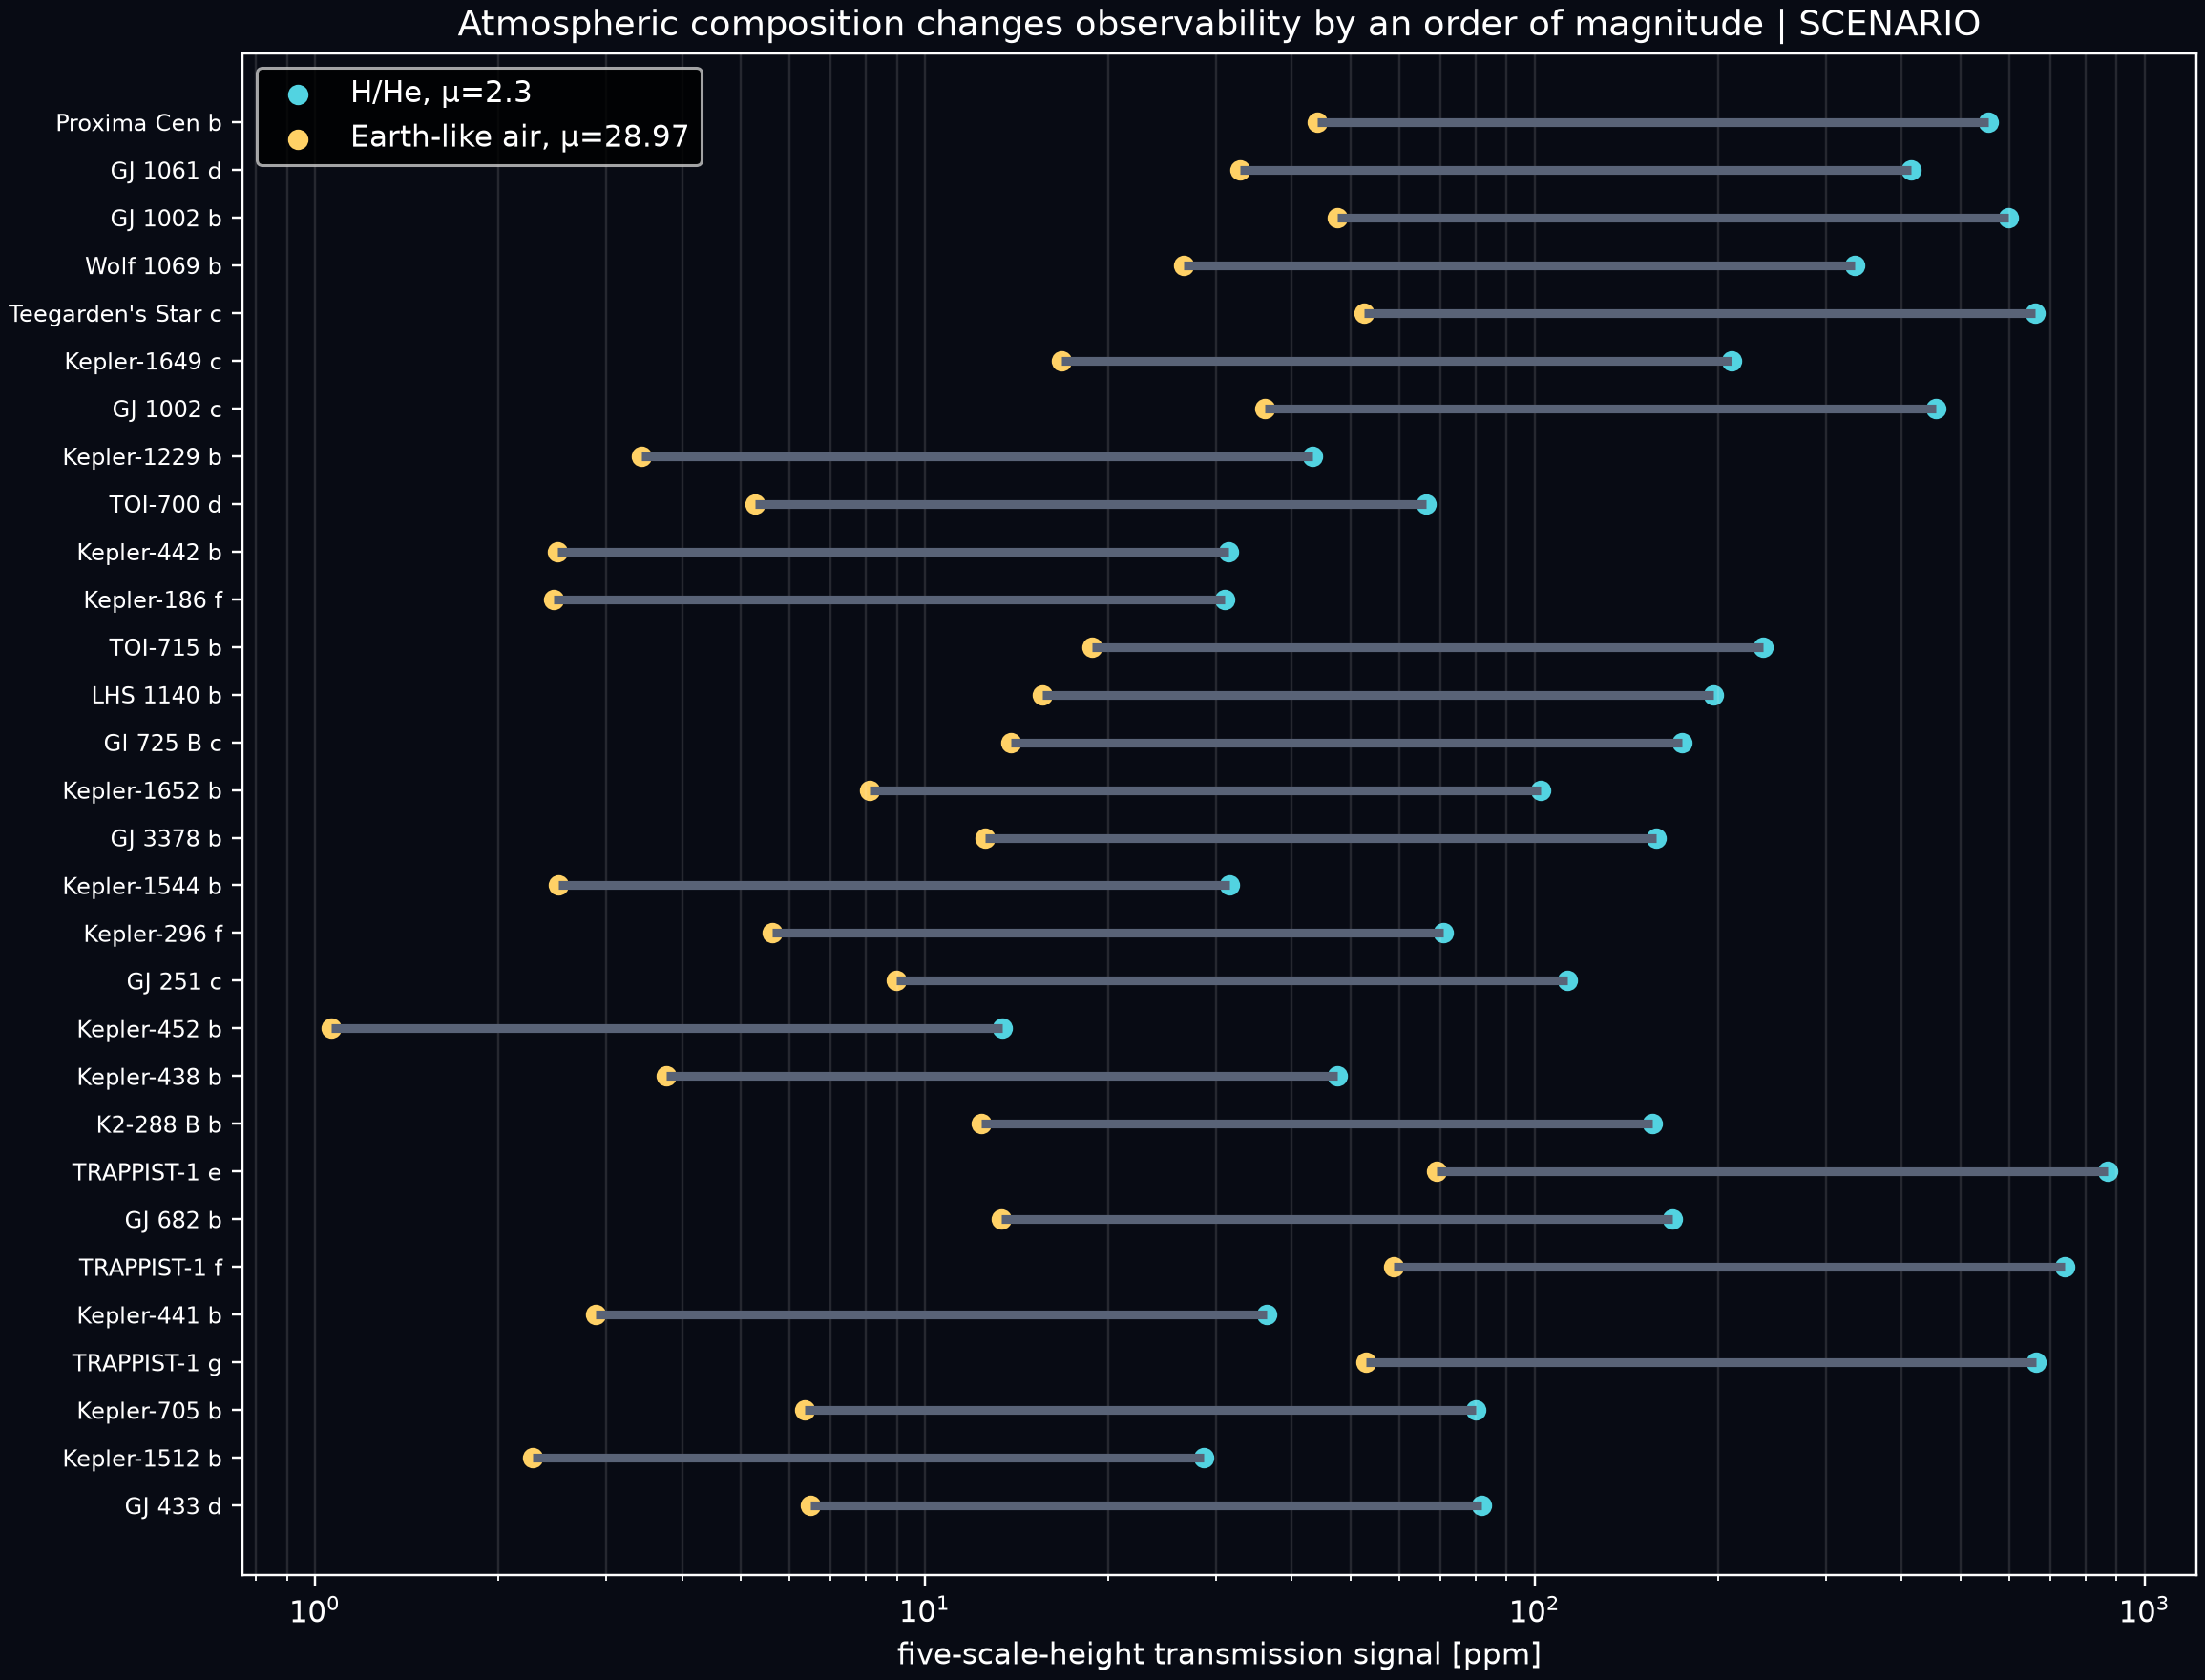 Atmospheric composition changes observability by an order of magnitude | SCENARIO
H/He, μ=2.3
Earth-like air, μ=28.97
Proxima Cen b
GJ 1061 d
GJ 1002 b
Wolf 1069 b
Teegarden's Star c
Kepler-1649 c
GJ 1002 c
Kepler-1229 b
TOI-700 d
Kepler-442 b
Kepler-186 f
TOI-715 b
LHS 1140 b
Gl 725 B c
Kepler-1652 b
GJ 3378 b
Kepler-1544 b
Kepler-296 f
GJ 251 c
Kepler-452 b
Kepler-438 b
K2-288 B b
TRAPPIST-1 e
GJ 682 b
TRAPPIST-1 f
Kepler-441 b
TRAPPIST-1 g
Kepler-705 b
Kepler-1512 b
GJ 433 d
10⁰ 10¹ 10² 10³
five-scale-height transmission signal [ppm]